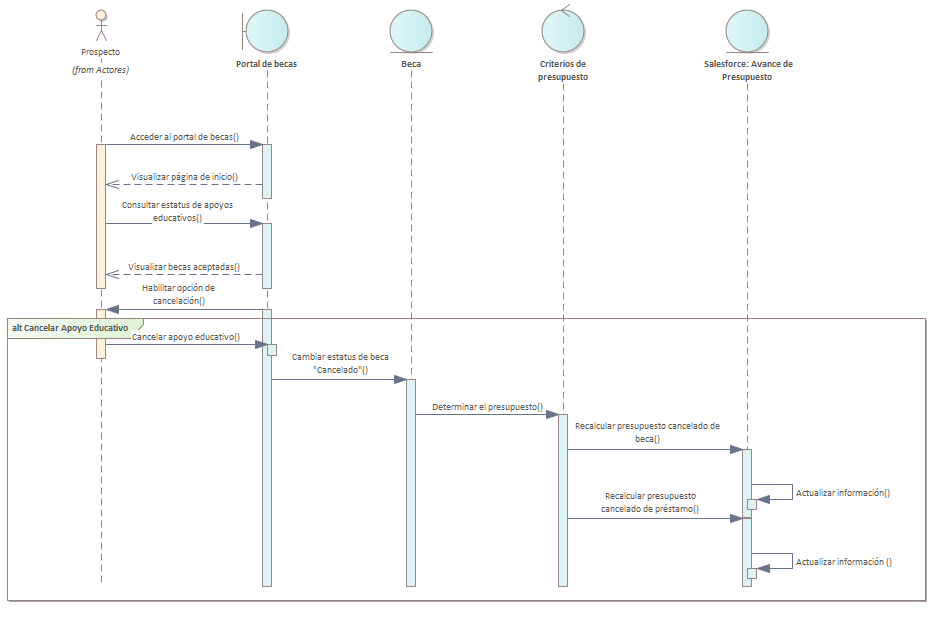 Prospecto
(from Actores)
Portal de becas
Beca
Criterios de
presupuesto
Salesforce: Avance de
Presupuesto
Acceder al portal de becas()
Visualizar página de inicio()
Consultar estatus de apoyos
educativos()
Visualizar becas aceptadas()
Habilitar opción de
cancelación()
alt Cancelar Apoyo Educativo
Cancelar apoyo educativo()
Cambiar estatus de beca
"Cancelado"()
Determinar el presupuesto()
Recalcular presupuesto cancelado de
beca()
Actualizar información()
Recalcular presupuesto
cancelado de préstamo()
Actualizar información ()